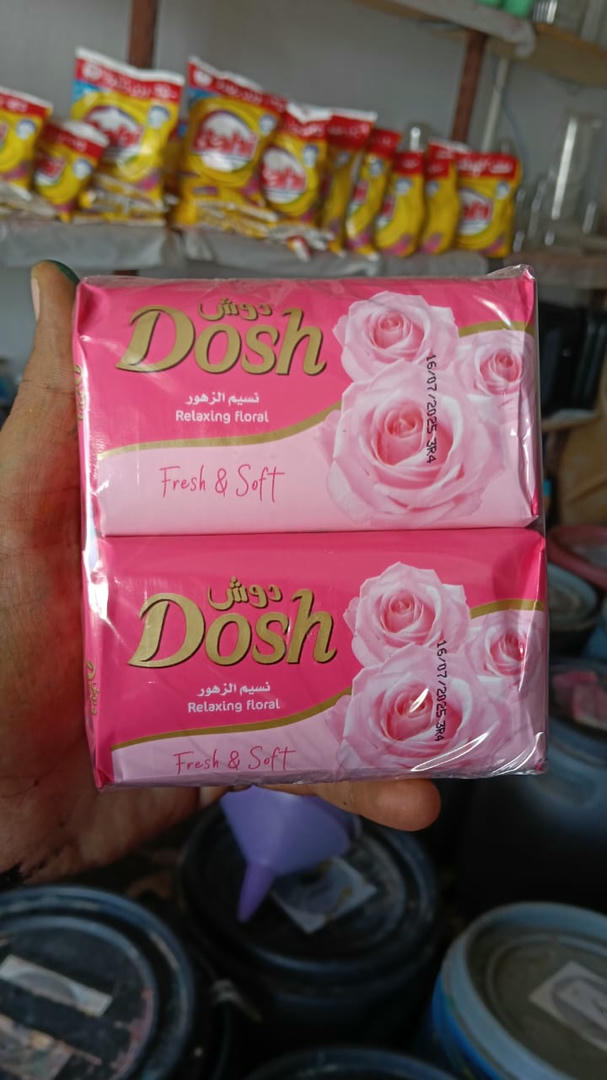 دوش
Dosh
نسيم الزهور
Relaxing floral
Fresh & Soft
16/07/2025 3R4
دوش
Dosh
نسيم الزهور
Relaxing floral
Fresh & Soft
16/07/2025 3R4